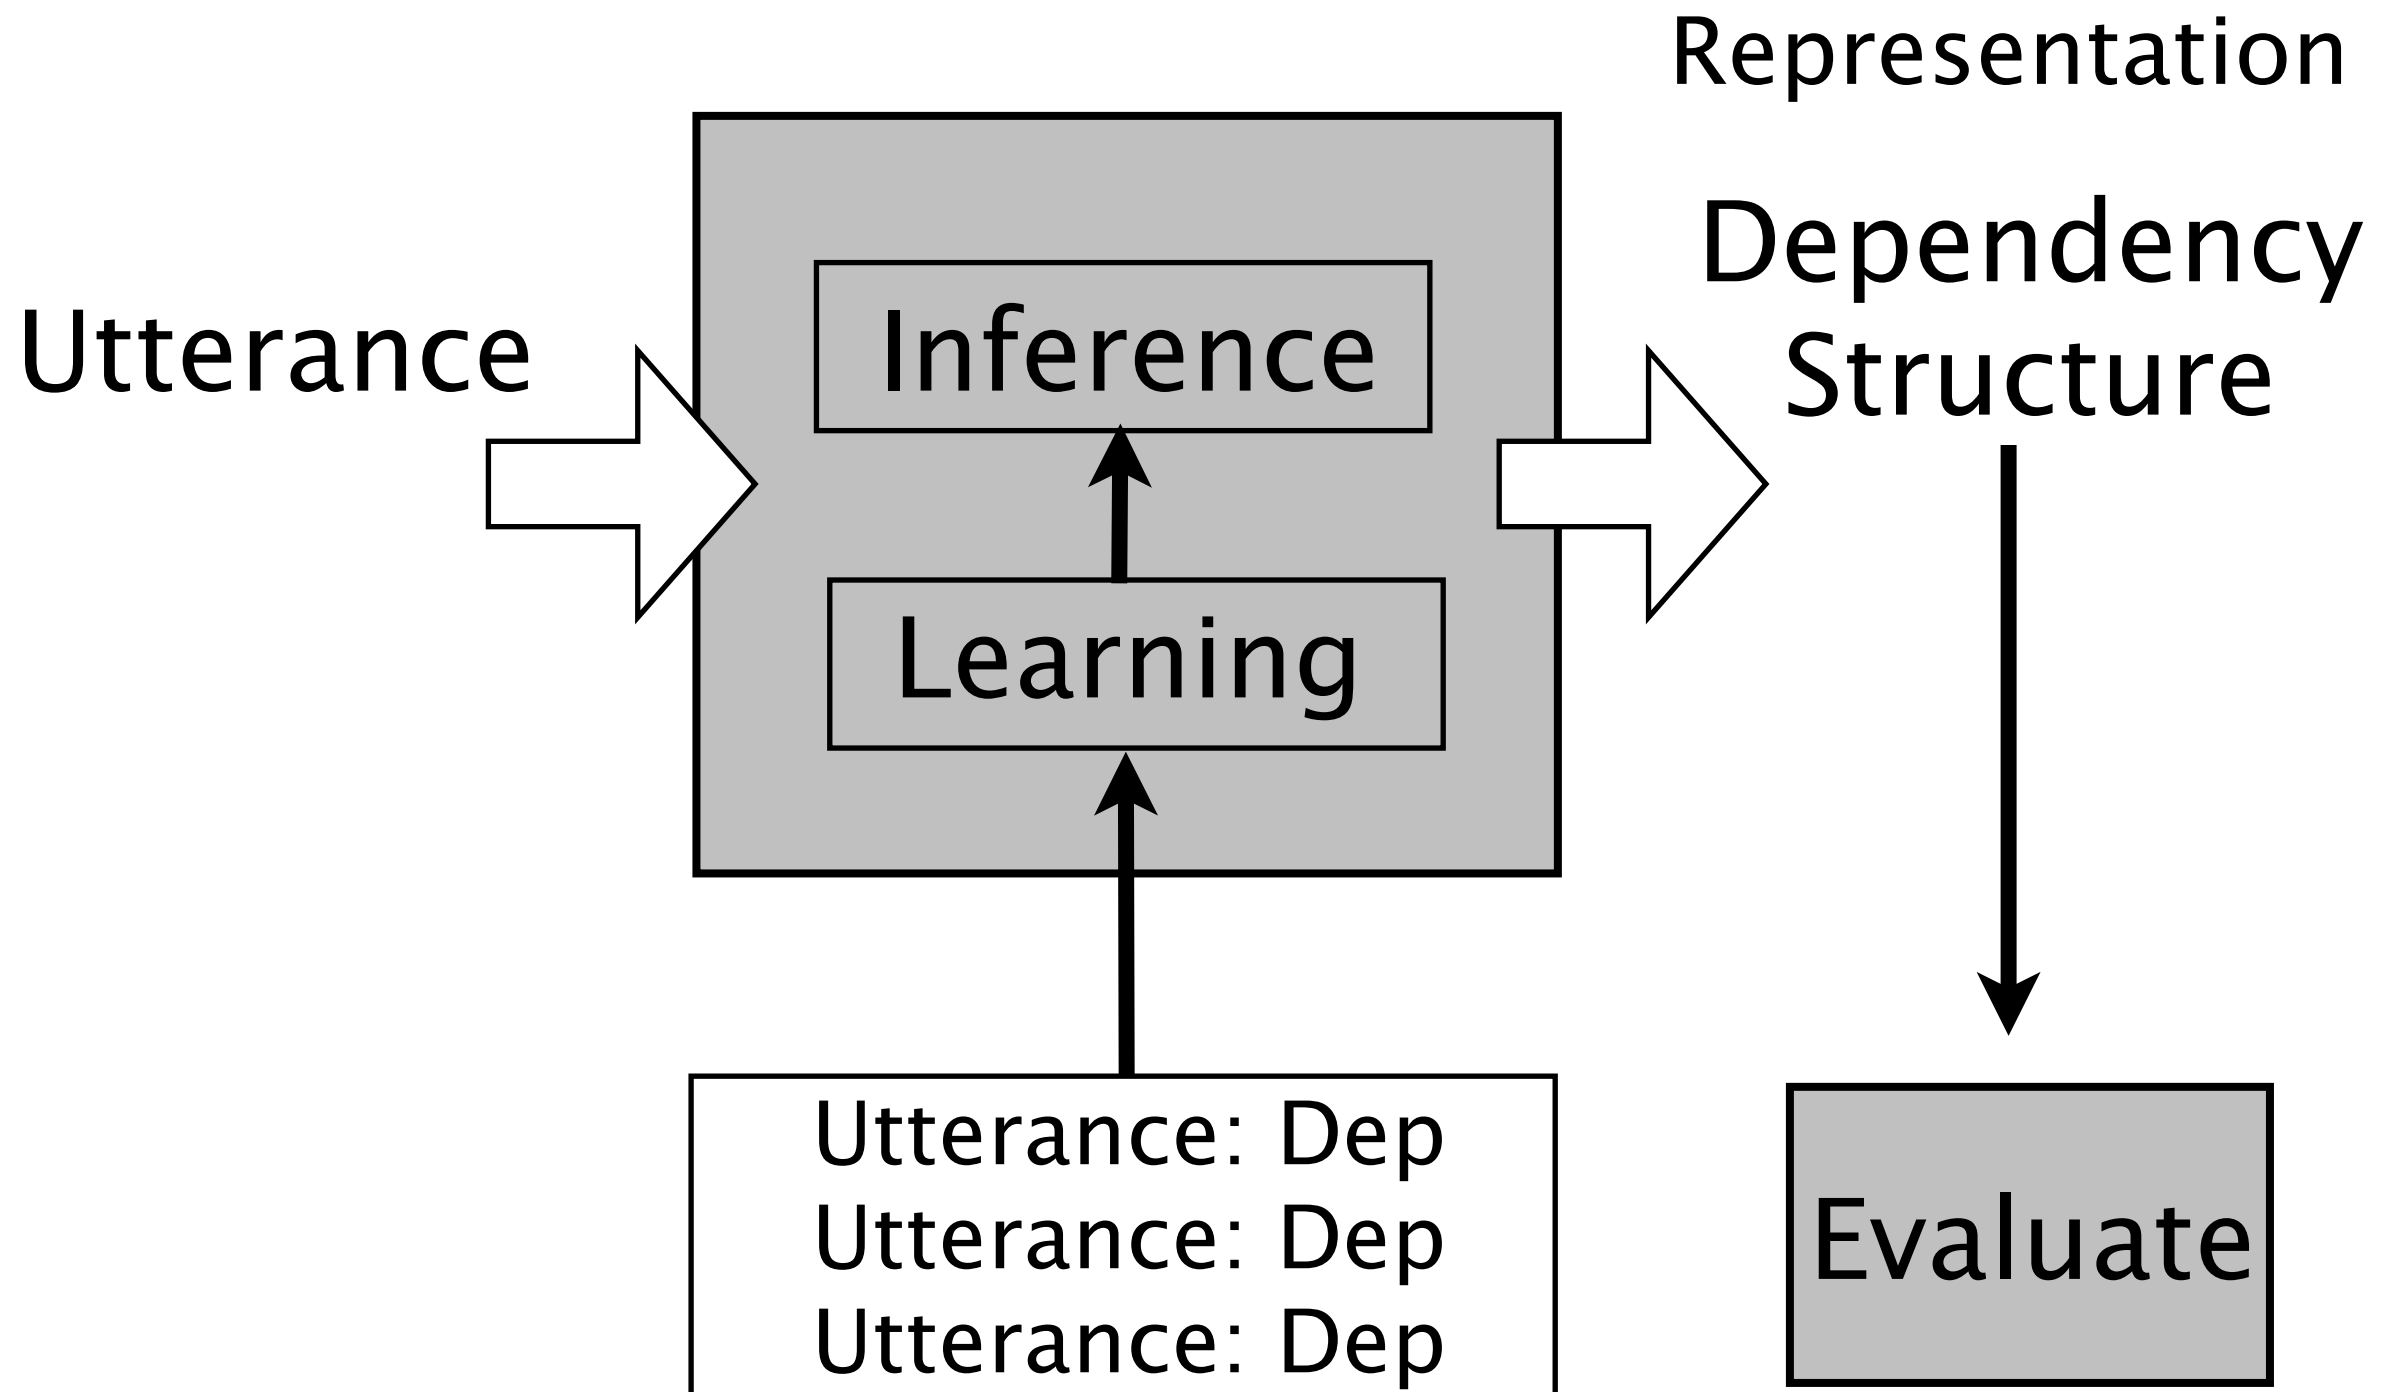 Representation
Dependency
Structure
Utterance
Inference
Learning
Utterance: Dep
Utterance: Dep
Utterance: Dep
Evaluate